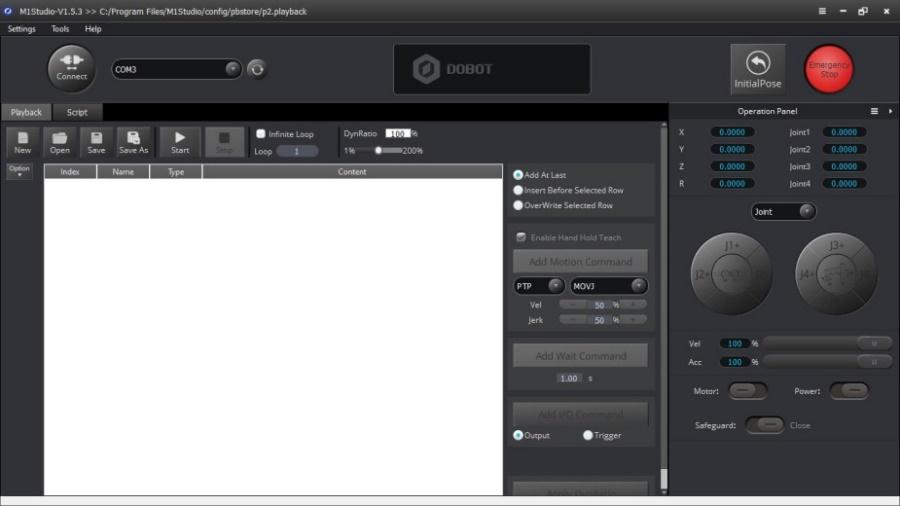 M1Studio-V1.5.3 >> C:/Program Files/M1Studio/config/pbstore/p2.playback
Settings Tools Help
Connect
COM3
DOBOT
InitialPose
Emergency
Stop
Playback Script
Operation Panel
New Open Save Save As Start Stop
Infinite Loop
Loop 1
DynRatio 100 %
1% 200%
Option
Index Name Type Content
Add At Last
Insert Before Selected Row
OverWrite Selected Row
Enable Hand Hold Teach
Add Motion Command
PTP MOVJ
Vel 50 %
Jerk 50 %
Add Wait Command
1.00 s
Add I/O Command
Output Trigger
X 0.0000 Joint1 0.0000
Y 0.0000 Joint2 0.0000
Z 0.0000 Joint3 0.0000
R 0.0000 Joint4 0.0000
Joint
J1+
J2+
J3+
J4+
Vel 100 %
Acc 100 %
Motor: Power:
Safeguard: Close